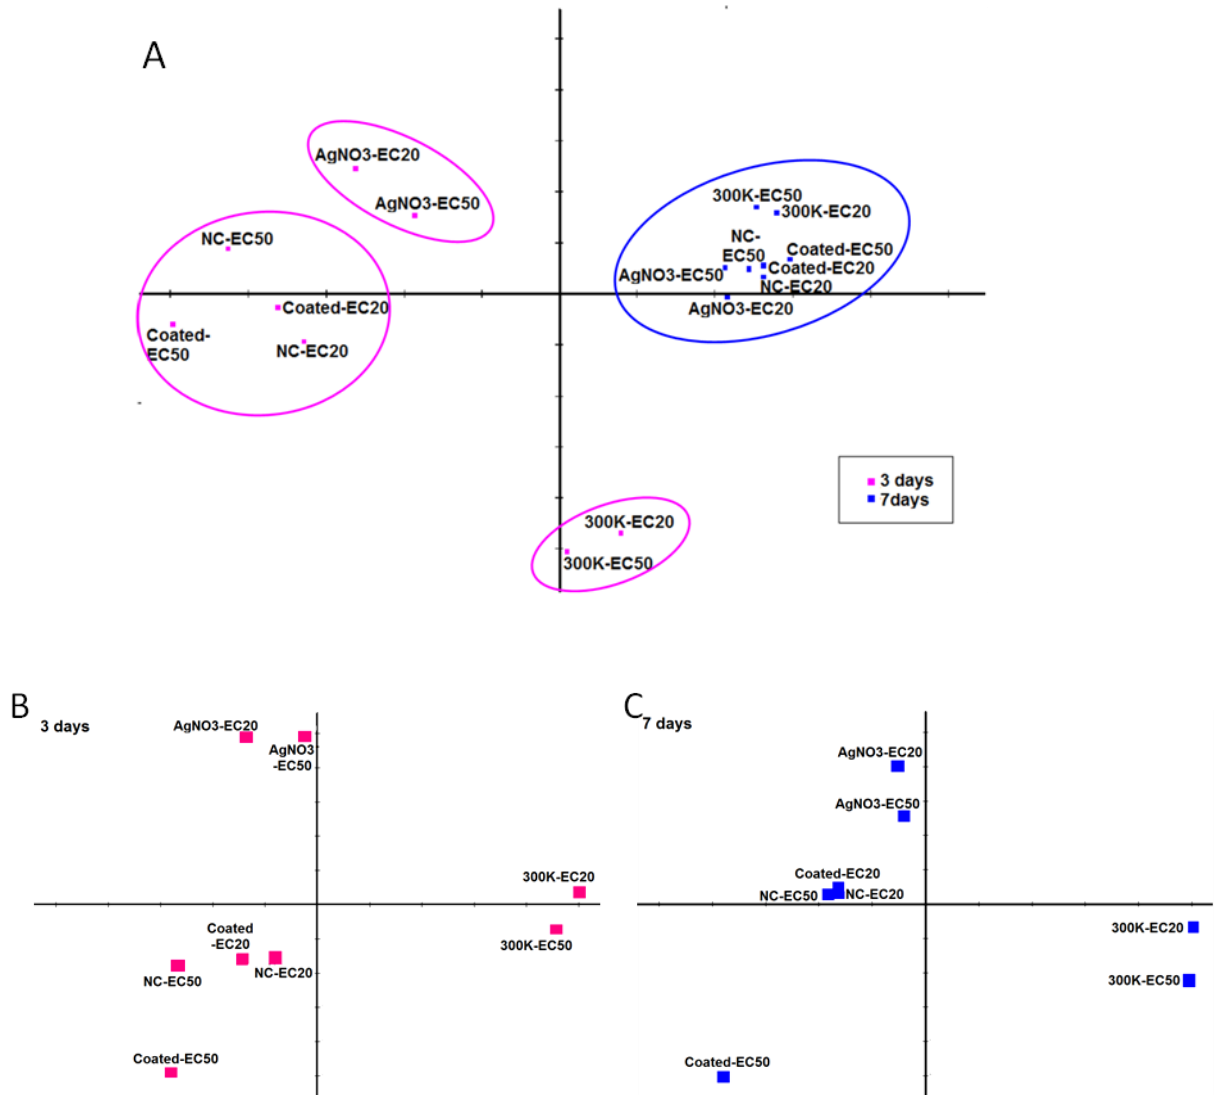 A
AgNO3-EC20
AgNO3-EC50
NC-EC50
Coated-EC20
Coated-
EC50
NC-EC20
300K-EC50
300K-EC20
NC-
EC50
Coated-EC50
AgNO3-EC50
Coated-EC20
NC-EC20
AgNO3-EC20
3 days
7days
300K-EC20
300K-EC50
B
3 days
AgNO3-EC20
AgNO3
-EC50
300K-EC20
300K-EC50
Coated
-EC20
NC-EC50
NC-EC20
Coated-EC50
C
7 days
AgNO3-EC20
AgNO3-EC50
Coated-EC20
NC-EC50
NC-EC20
300K-EC20
300K-EC50
Coated-EC50